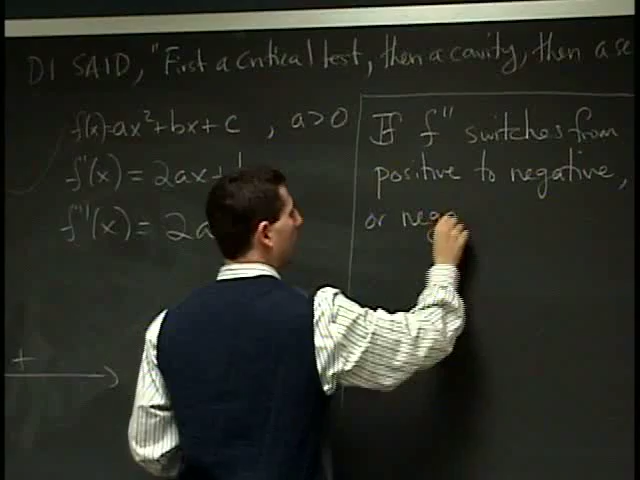 DI SAID, "First a critical test, then a cavity, then a se
f(x)=ax²+bx+c , a>0
f'(x) = 2ax+b
f''(x) = 2a
If f'' switches from
positive to negative,
or neg
+